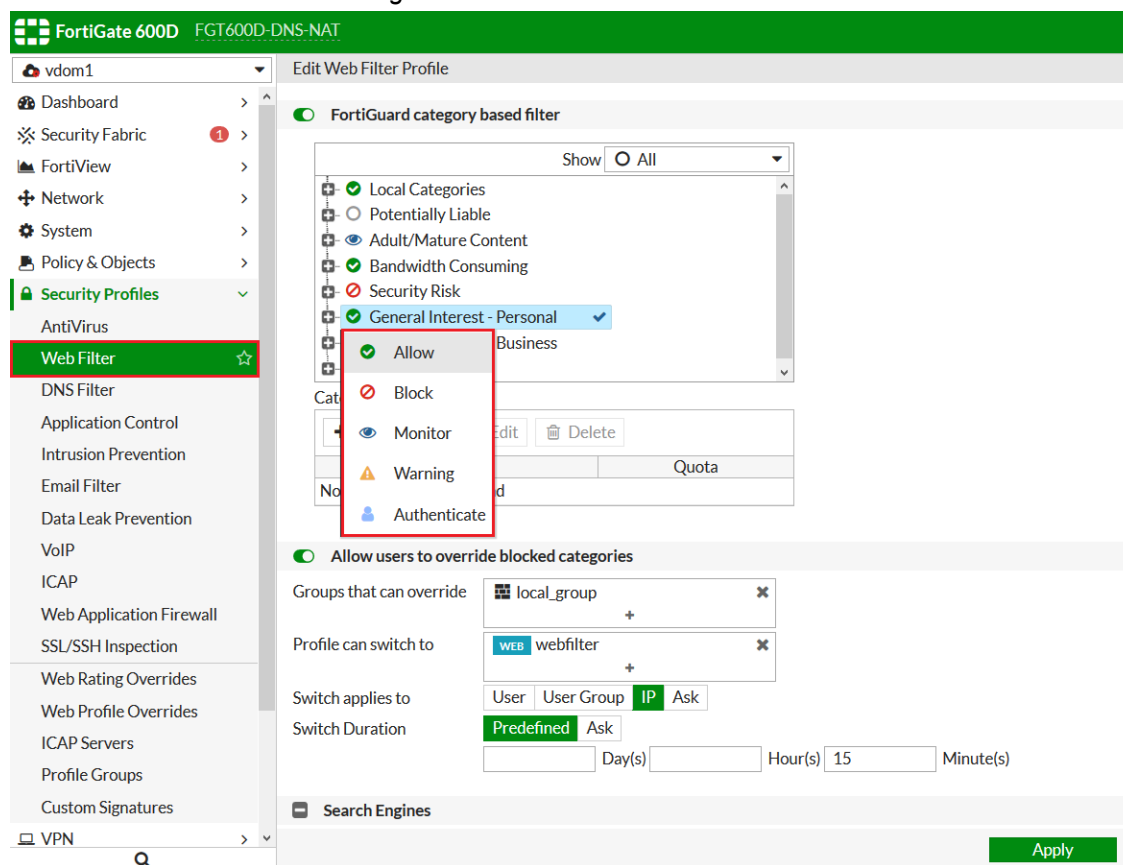 FortiGate 600D FGT600D-DNS-NAT
vdom1
Dashboard
Security Fabric 1
FortiView
Network
System
Policy & Objects
Security Profiles
AntiVirus
Web Filter
DNS Filter
Application Control
Intrusion Prevention
Email Filter
Data Leak Prevention
VoIP
ICAP
Web Application Firewall
SSL/SSH Inspection
Web Rating Overrides
Web Profile Overrides
ICAP Servers
Profile Groups
Custom Signatures
VPN
Edit Web Filter Profile
FortiGuard category based filter
Show All
Local Categories
Potentially Liable
Adult/Mature Content
Bandwidth Consuming
Security Risk
General Interest - Personal
Business
Allow
Block
Monitor
Warning
Authenticate
Delete
Quota
Allow users to override blocked categories
Groups that can override local_group
+
Profile can switch to WEB webfilter
+
Switch applies to User User Group IP Ask
Switch Duration Predefined Ask
Day(s) Hour(s) 15 Minute(s)
Search Engines
Apply